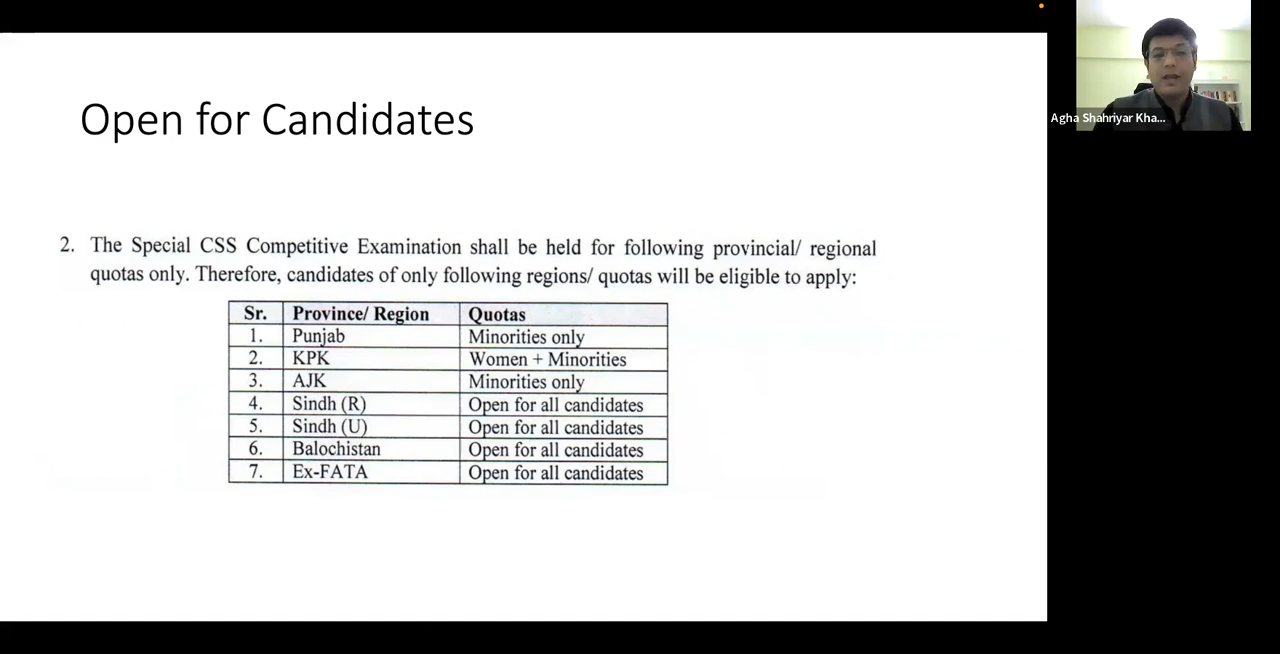 Open for Candidates
Agha Shahriyar Kha...
2. The Special CSS Competitive Examination shall be held for following provincial/ regional
quotas only. Therefore, candidates of only following regions/ quotas will be eligible to apply:
Sr. Province/ Region Quotas
1. Punjab Minorities only
2. KPK Women + Minorities
3. AJK Minorities only
4. Sindh (R) Open for all candidates
5. Sindh (U) Open for all candidates
6. Balochistan Open for all candidates
7. Ex-FATA Open for all candidates